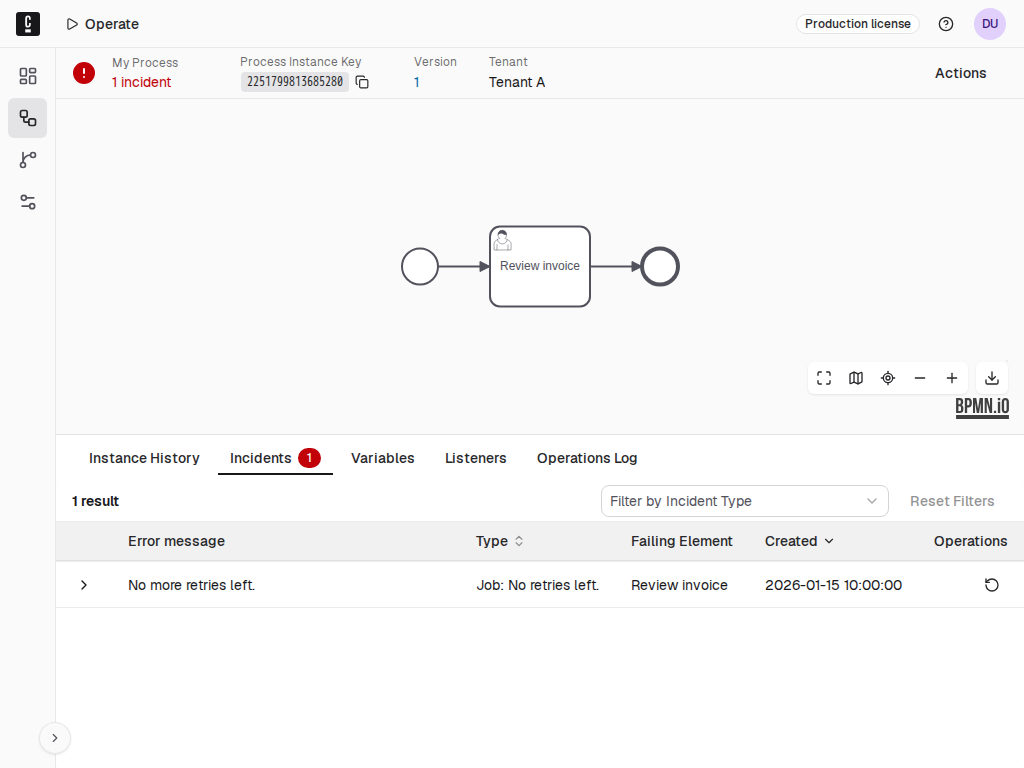 Operate
Production license
DU
My Process
1 incident
Process Instance Key
2251799813685280
Version
1
Tenant
Tenant A
Actions
Review invoice
BPMN.iO
Instance History
Incidents
1
Variables
Listeners
Operations Log
1 result
Filter by Incident Type
Reset Filters
Error message
Type
Failing Element
Created
Operations
No more retries left.
Job: No retries left.
Review invoice
2026-01-15 10:00:00